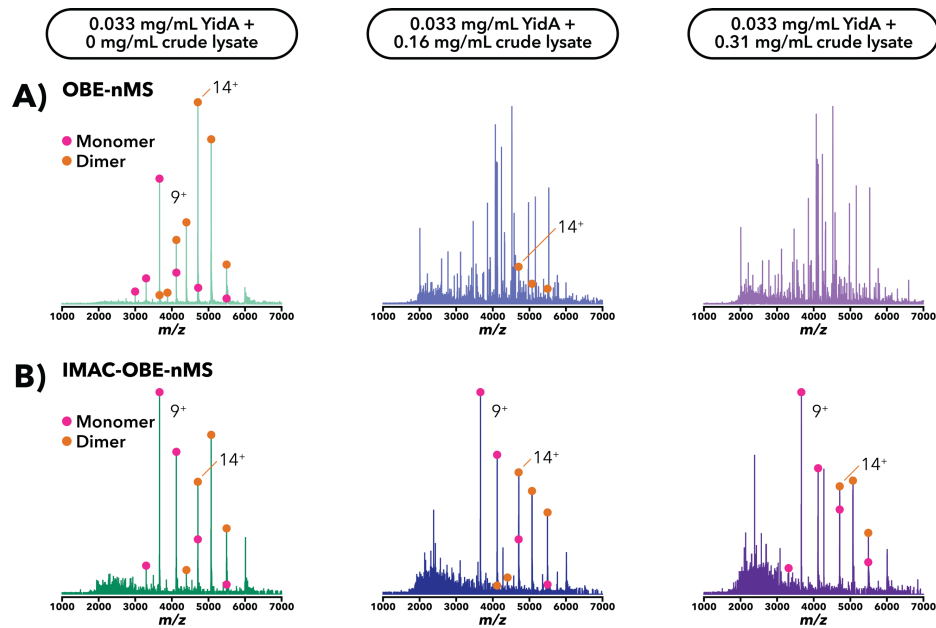 0.033 mg/mL YidA +
0 mg/mL crude lysate
0.033 mg/mL YidA +
0.16 mg/mL crude lysate
0.033 mg/mL YidA +
0.31 mg/mL crude lysate
A) OBE-nMS
Monomer
Dimer
14+
9+
14+
1000 2000 3000 4000 5000 6000 7000
m/z
1000 2000 3000 4000 5000 6000 7000
m/z
1000 2000 3000 4000 5000 6000 7000
m/z
B) IMAC-OBE-nMS
Monomer
Dimer
9+
14+
9+
14+
9+
14+
1000 2000 3000 4000 5000 6000 7000
m/z
1000 2000 3000 4000 5000 6000 7000
m/z
1000 2000 3000 4000 5000 6000 7000
m/z